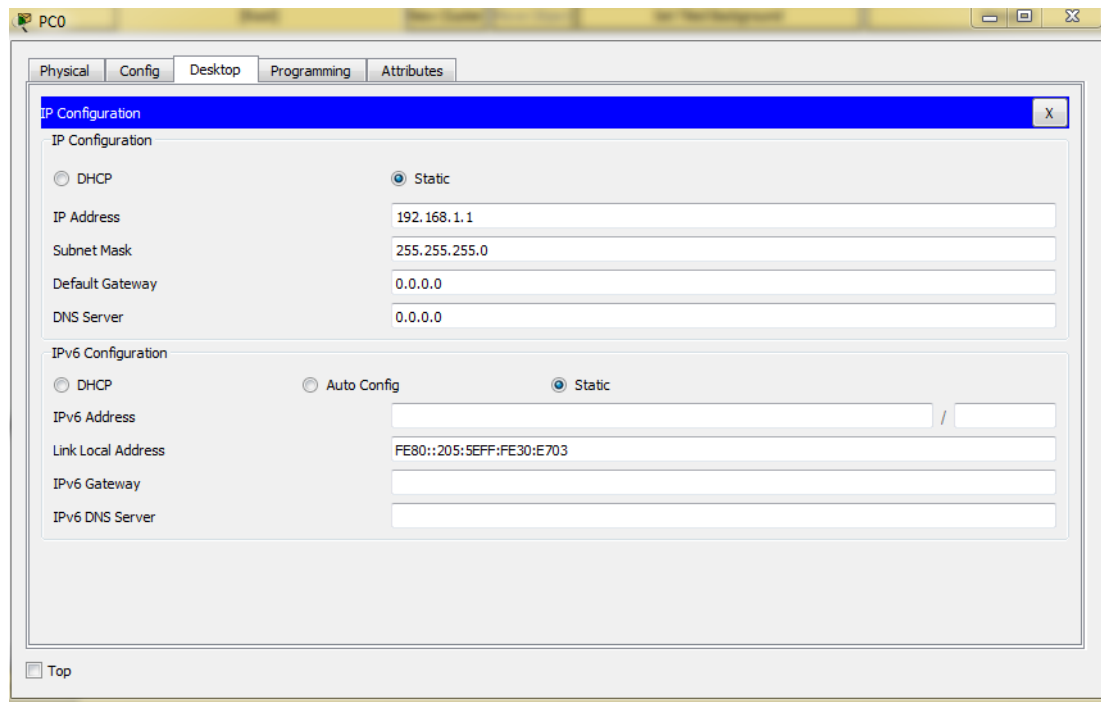 PC0
Physical Config Desktop Programming Attributes
IP Configuration X
IP Configuration
DHCP Static
IP Address 192.168.1.1
Subnet Mask 255.255.255.0
Default Gateway 0.0.0.0
DNS Server 0.0.0.0
IPv6 Configuration
DHCP Auto Config Static
IPv6 Address /
Link Local Address FE80::205:5EFF:FE30:E703
IPv6 Gateway
IPv6 DNS Server
Top